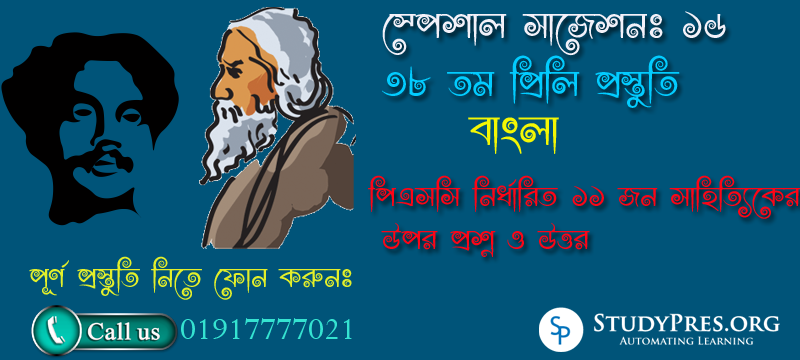 স্পেশাল সাজেশনঃ ১৬
৩৮ তম প্রিলি প্রস্তুতি
বাংলা
পিএসসি নির্ধারিত ১১ জন সাহিত্যিকের
উপর প্রশ্ন ও উত্তর
পূর্ণ প্রস্তুতি নিতে ফোন করুনঃ
Call us 01917777021
SP StudyPres.org
Automating Learning